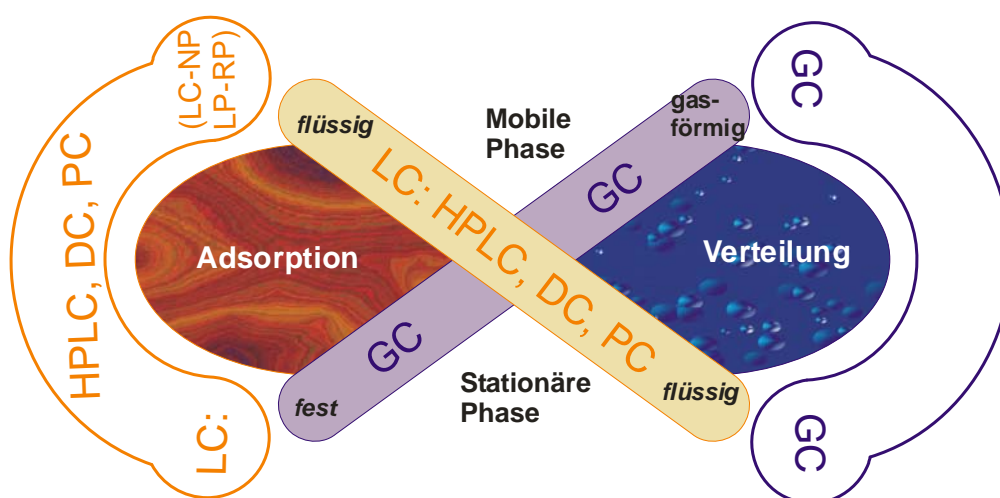 (LC-NP
LP-RP)
HPLC, DC, PC
LC:
flüssig
Mobile
Phase
gas-
förmig
GC
LC: HPLC, DC, PC
GC
Adsorption
Verteilung
GC
fest
Stationäre
Phase
flüssig
GC